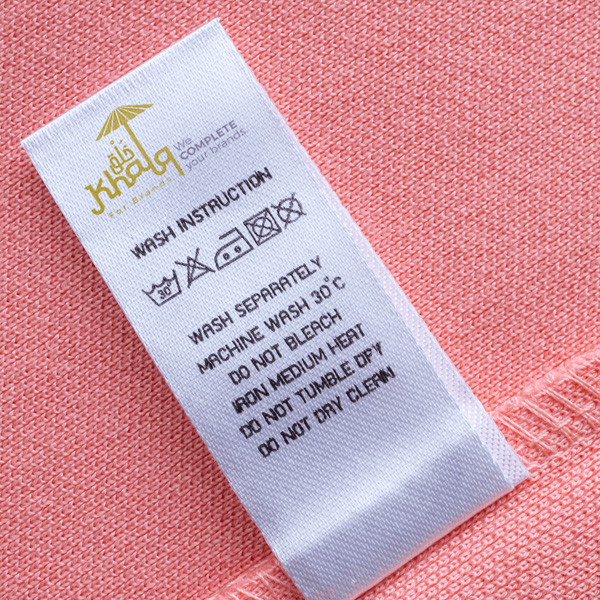 خلق
Khalq
For Brands
We
COMPLETE
your brands.
WASH INSTRUCTION
30°
WASH SEPARATELY
MACHINE WASH 30°C
DO NOT BLEACH
IRON MEDIUM HEAT
DO NOT TUMBLE DPY
DO NOT DRY CLEAN